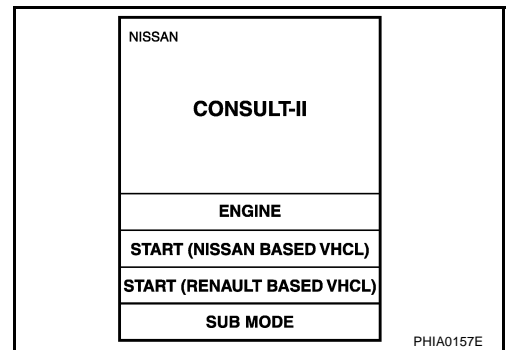 NISSAN
CONSULT-II
ENGINE
START (NISSAN BASED VHCL)
START (RENAULT BASED VHCL)
SUB MODE
PHIA0157E